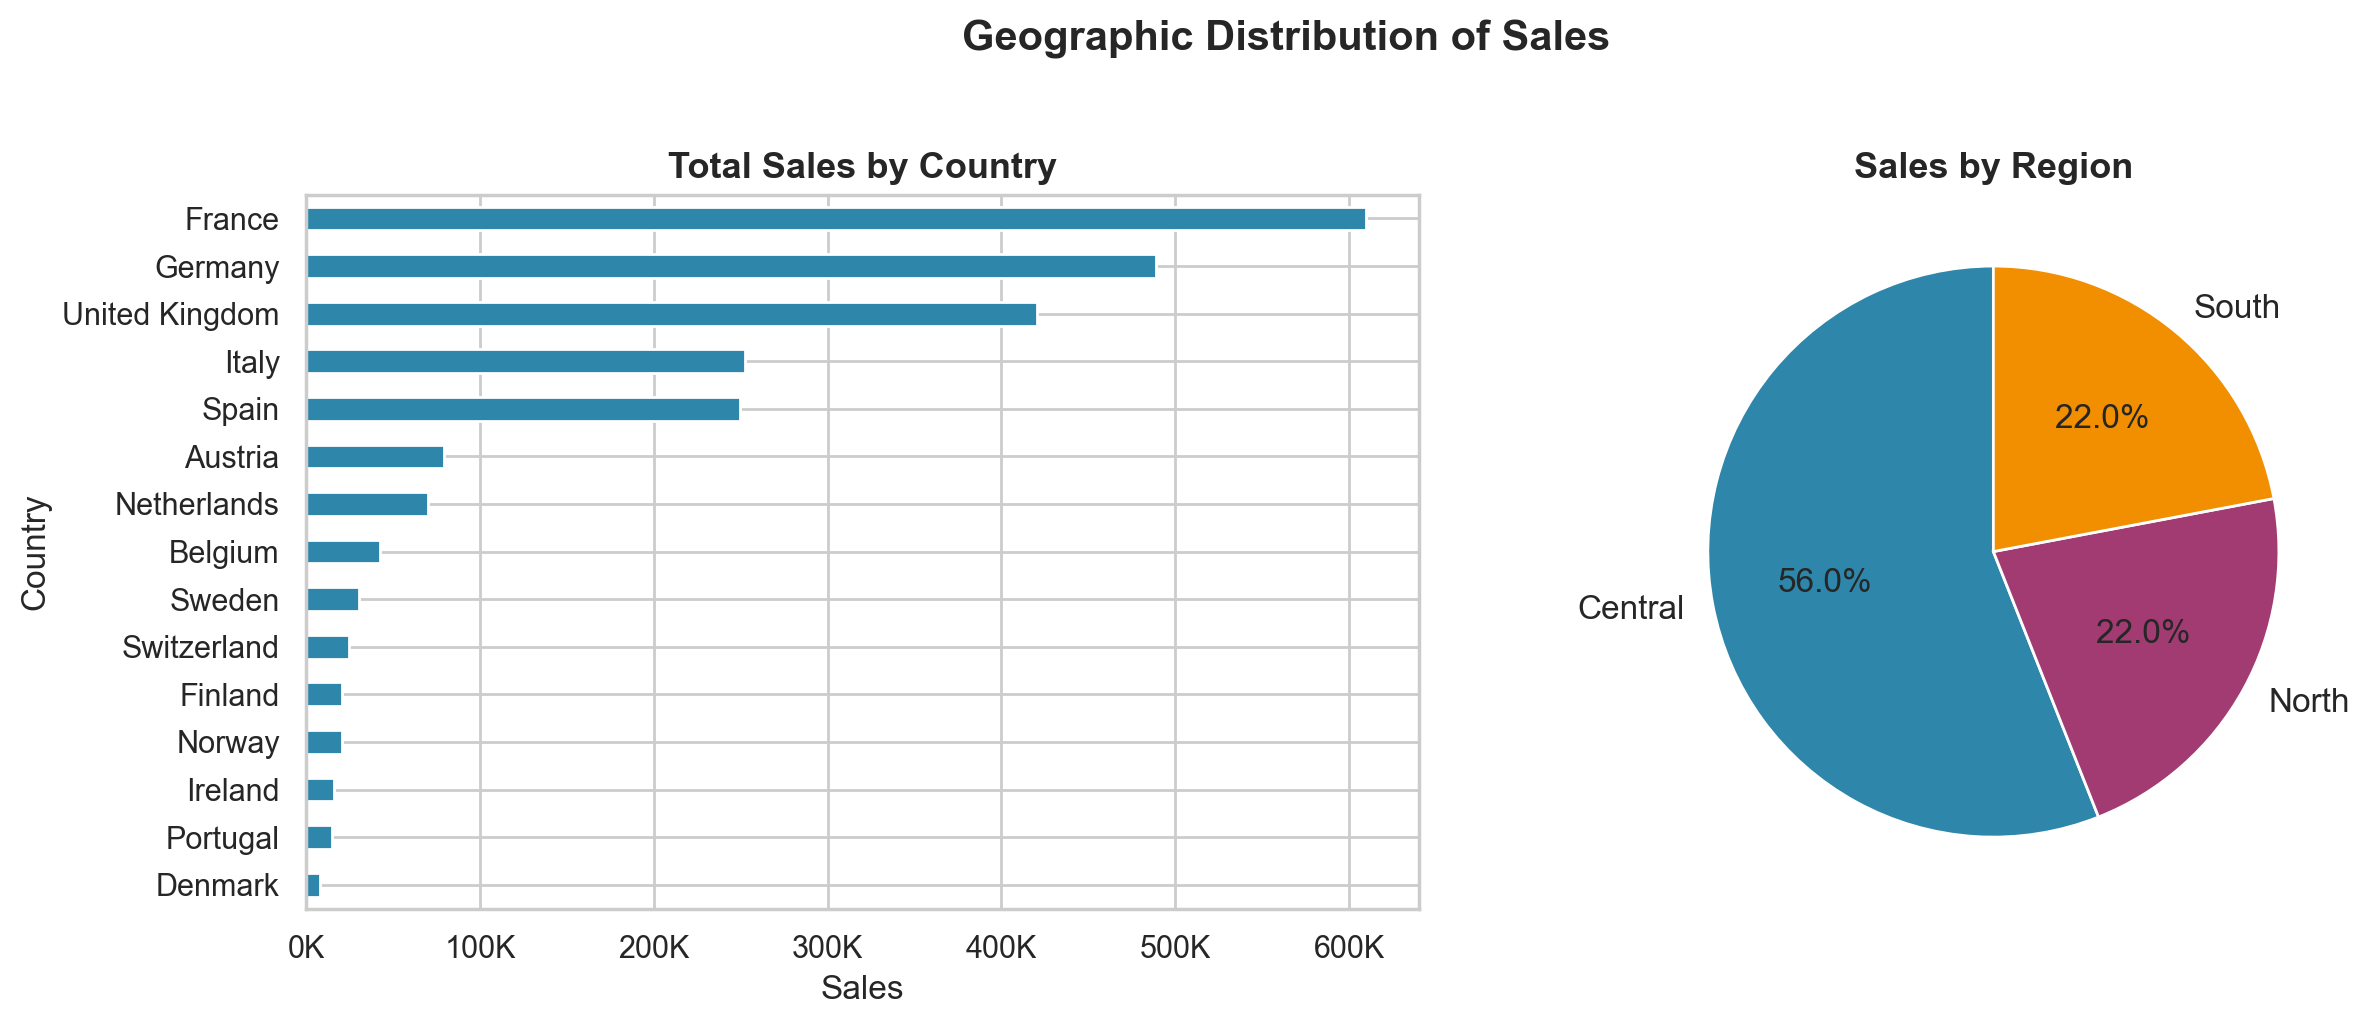 Geographic Distribution of Sales
Total Sales by Country
Country
France
Germany
United Kingdom
Italy
Spain
Austria
Netherlands
Belgium
Sweden
Switzerland
Finland
Norway
Ireland
Portugal
Denmark
0K 100K 200K 300K 400K 500K 600K
Sales
Sales by Region
South
22.0%
56.0%
Central
22.0%
North